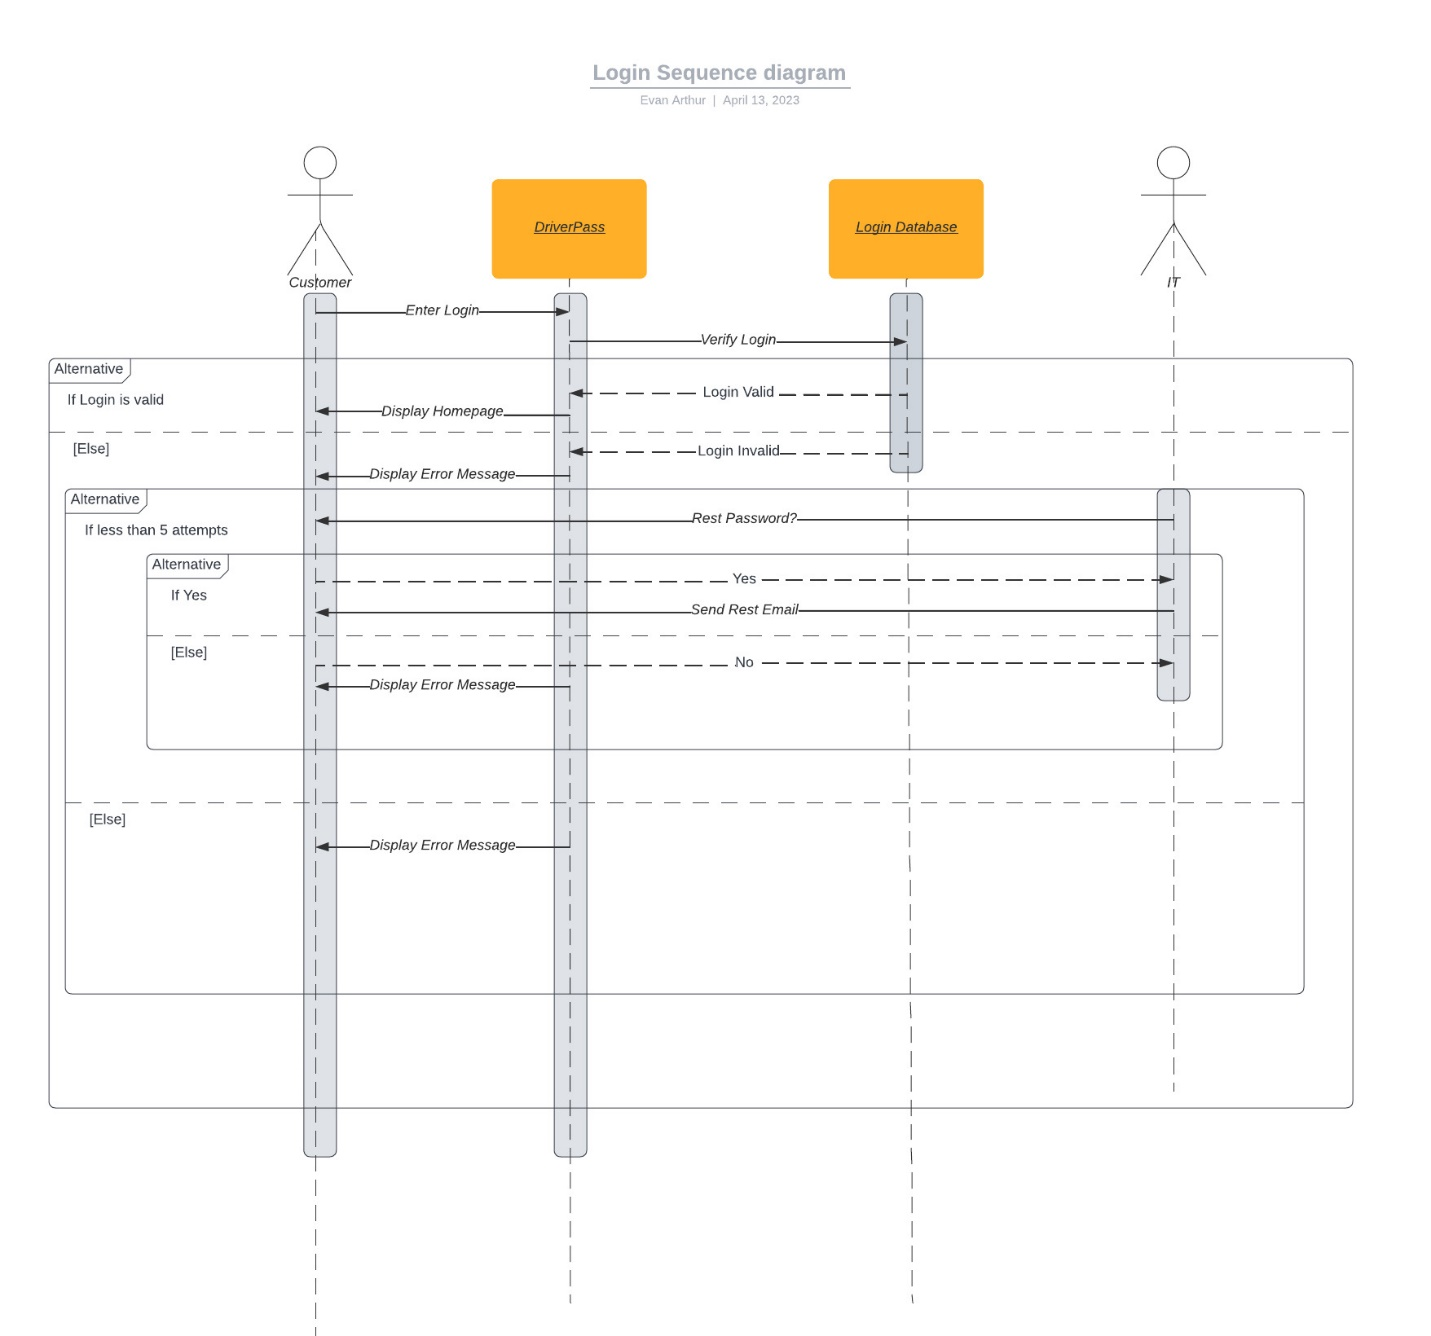 Login Sequence diagram
Evan Arthur | April 13, 2023
DriverPass
Login Database
Customer
IT
Enter Login
Verify Login
Alternative
If Login is valid
Login Valid
Display Homepage
[Else]
Login Invalid
Display Error Message
Alternative
If less than 5 attempts
Rest Password?
Alternative
If Yes
Yes
Send Rest Email
[Else]
No
Display Error Message
[Else]
Display Error Message